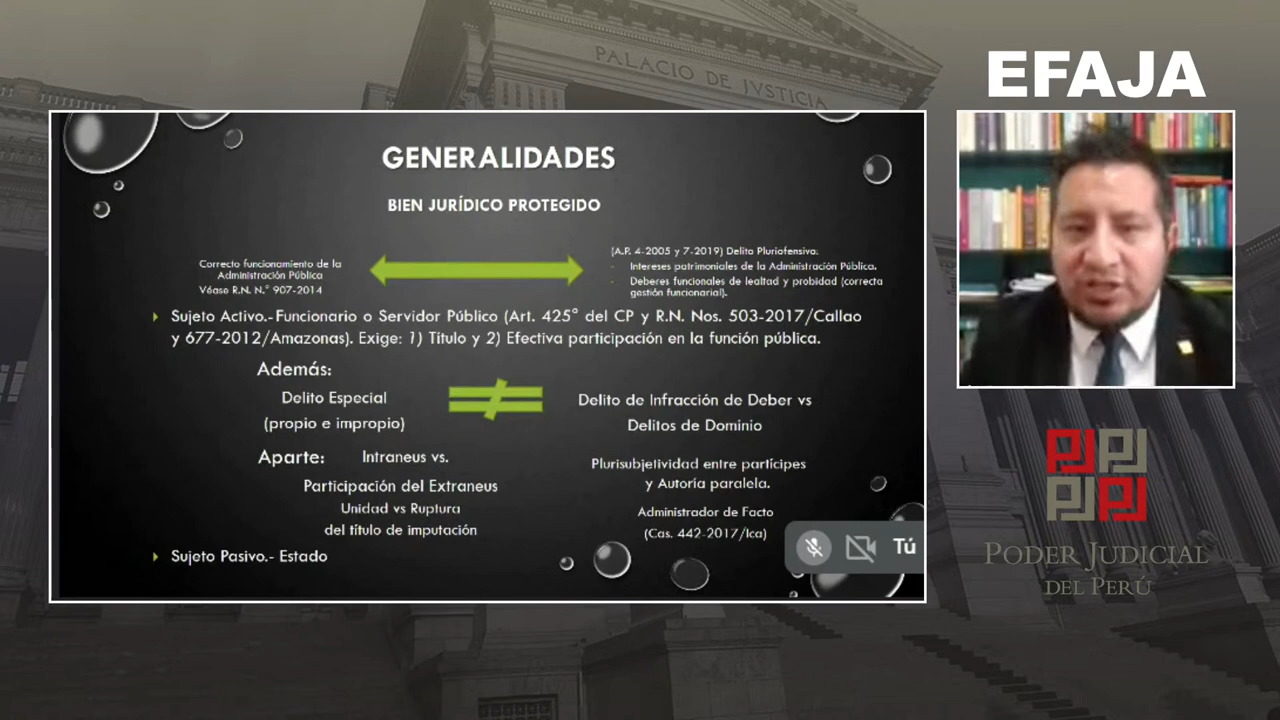 PALACIO DE JUSTICIA
EFAJA
GENERALIDADES
BIEN JURÍDICO PROTEGIDO
Correcto funcionamiento de la
Administración Pública
Véase R.N. N.° 907-2014
(A.P. 4-2005 y 7-2019) Delito Pluriofensivo:
- Intereses patrimoniales de la Administración Pública.
- Deberes funcionales de lealtad y probidad (correcta
gestión funcionarial).
Sujeto Activo.- Funcionario o Servidor Público (Art. 425° del CP y R.N. Nos. 503-2017/Callao
y 677-2012/Amazonas). Exige: 1) Título y 2) Efectiva participación en la función pública.
Además:
Delito Especial
(propio e impropio)
Delito de Infracción de Deber vs
Delitos de Dominio
Aparte: Intraneus vs.
Participación del Extraneus
Unidad vs Ruptura
del título de imputación
Plurisubjetividad entre partícipes
y Autoría paralela.
Administrador de Facto
(Cas. 442-2017/Ica)
Sujeto Pasivo.- Estado
Tú
PJ PJ
PJ PJ
PODER JUDICIAL
DEL PERÚ